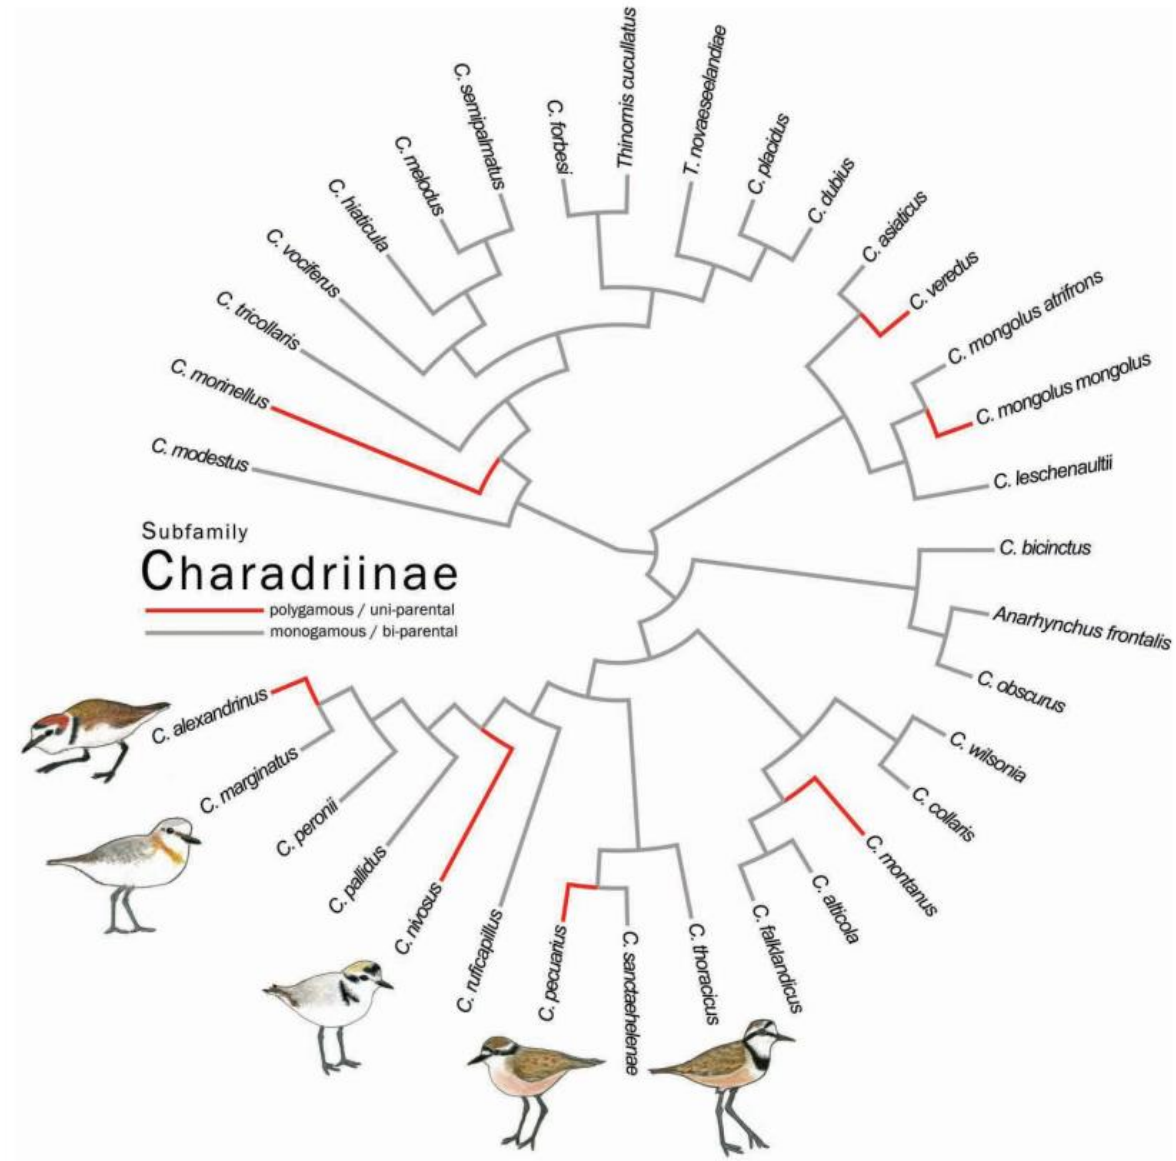 Thinornis cucullatus
T. novaeseelandiae
C. semipalmatus
C. forbesi
C. placidus
C. melodus
C. dubius
C. hiaticula
C. asiaticus
C. vociferus
C. veredus
C. tricollaris
C. mongolus atrifrons
C. morinellus
C. mongolus mongolus
C. modestus
C. leschenaultii
Subfamily
Charadriinae
polygamous / uni-parental
monogamous / bi-parental
C. bicinctus
Anarhynchus frontalis
C. obscurus
C. alexandrinus
C. wilsonia
C. marginatus
C. collaris
C. peronii
C. montanus
C. pallidus
C. alticola
C. nivosus
C. falklandicus
C. ruficapillus
C. pecuarius
C. sanctaehelenae
C. thoracicus